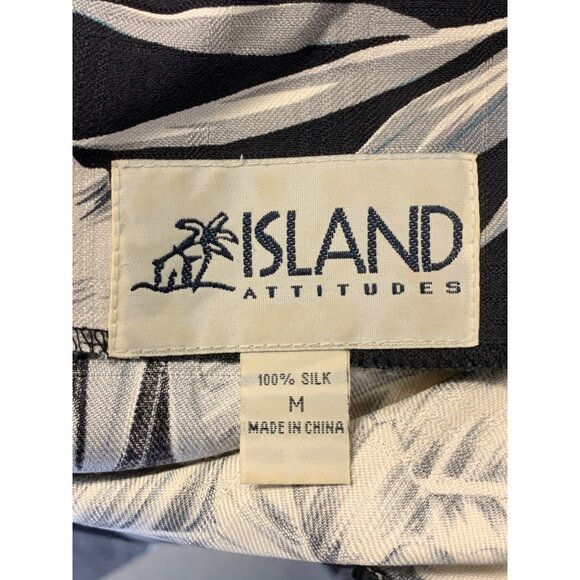 ISLAND
ATTITUDES
100% SILK
M
MADE IN CHINA